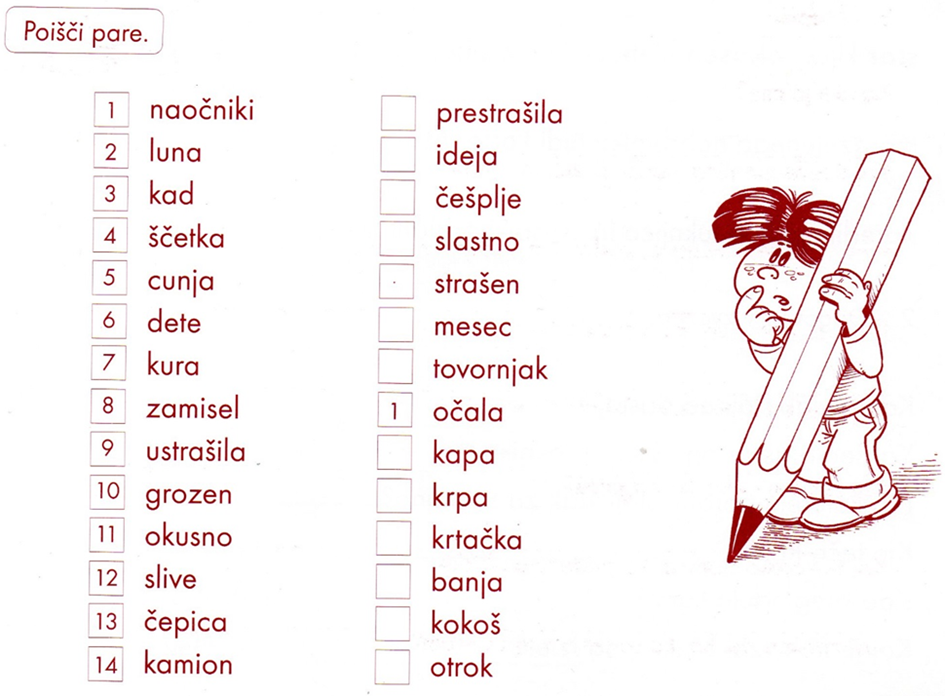 Poišči pare.
1 naočniki
2 luna
3 kad
4 ščetka
5 cunja
6 dete
7 kura
8 zamisel
9 ustrašila
10 grozen
11 okusno
12 slive
13 čepica
14 kamion
prestrašila
ideja
češplje
slastno
strašen
mesec
tovornjak
1 očala
kapa
krpa
krtačka
banja
kokoš
otrok